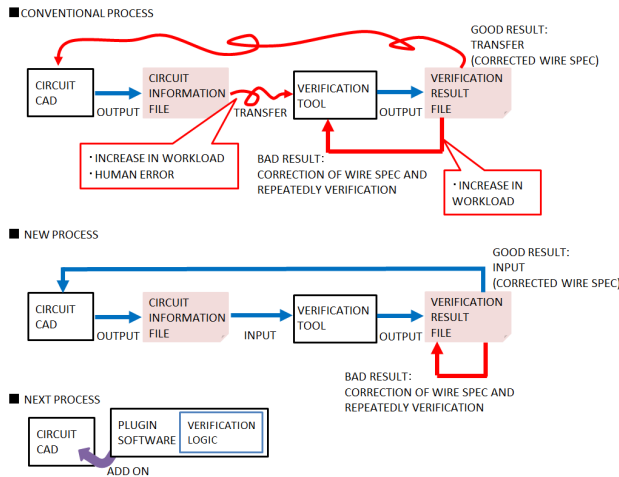 ■CONVENTIONAL PROCESS
GOOD RESULT:
TRANSFER
(CORRECTED WIRE SPEC)
CIRCUIT
CAD
OUTPUT
CIRCUIT
INFORMATION
FILE
TRANSFER
VERIFICATION
TOOL
OUTPUT
VERIFICATION
RESULT
FILE
・INCREASE IN WORKLOAD
・HUMAN ERROR
BAD RESULT:
CORRECTION OF WIRE SPEC AND
REPEATEDLY VERIFICATION
・INCREASE IN
WORKLOAD
■ NEW PROCESS
GOOD RESULT:
INPUT
(CORRECTED WIRE SPEC)
CIRCUIT
CAD
OUTPUT
CIRCUIT
INFORMATION
FILE
INPUT
VERIFICATION
TOOL
OUTPUT
VERIFICATION
RESULT
FILE
BAD RESULT:
CORRECTION OF WIRE SPEC AND
REPEATEDLY VERIFICATION
■ NEXT PROCESS
CIRCUIT
CAD
PLUGIN
SOFTWARE
VERIFICATION
LOGIC
ADD ON